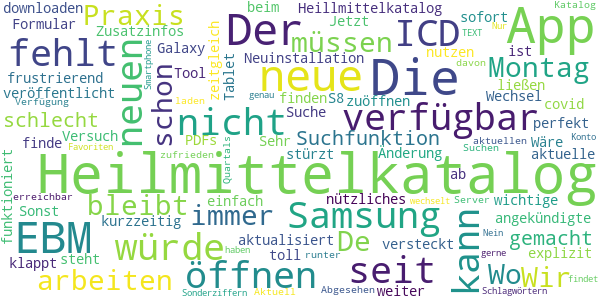 downloaden
Formular
Praxis
Zusatzinfos
beim
Heillmittelkatalog
Der
ICD
Jetzt
sofort
TEXT
Katalog
Nur
App
fehlt
neuen
Smartphone
Galaxy
zeitgleich
müssen
nutzen
ist
Montag
frustrierend
Tool
schon
Neuinstallation
neue
Die
davon
ließen
veröffentlicht
Verfügung
laden
Tablet
genau
finden
S8
zuöffnen
Wechsel
covid
schlecht
Versuch
nicht
Suche
verfügbar
perfekt
finde
PDFs
Sehr
Suchfunktion
aktuellen
Wäre
Konto
funktioniert
Favoriten
zufrieden
Quartals
stürzt
Änderung
Suchen
aktuelle
Heilmittelkatalog
ab
erreichbar
bleibt
einfach
nützliches
wechselt
Server
wichtige
Sonst
kurzzeitig
immer
Samsung
kann
Nein
gerne
angekündigte
EBM
würde
aktualisiert
De
versteckt
Wo
gemacht
klappt
steht
toll
runter
haben
Wir
explizit
arbeiten
öffnen
seit
findet
Sonderziffern
Aktuell
Abgesehen
weiter
Schlagwörtern